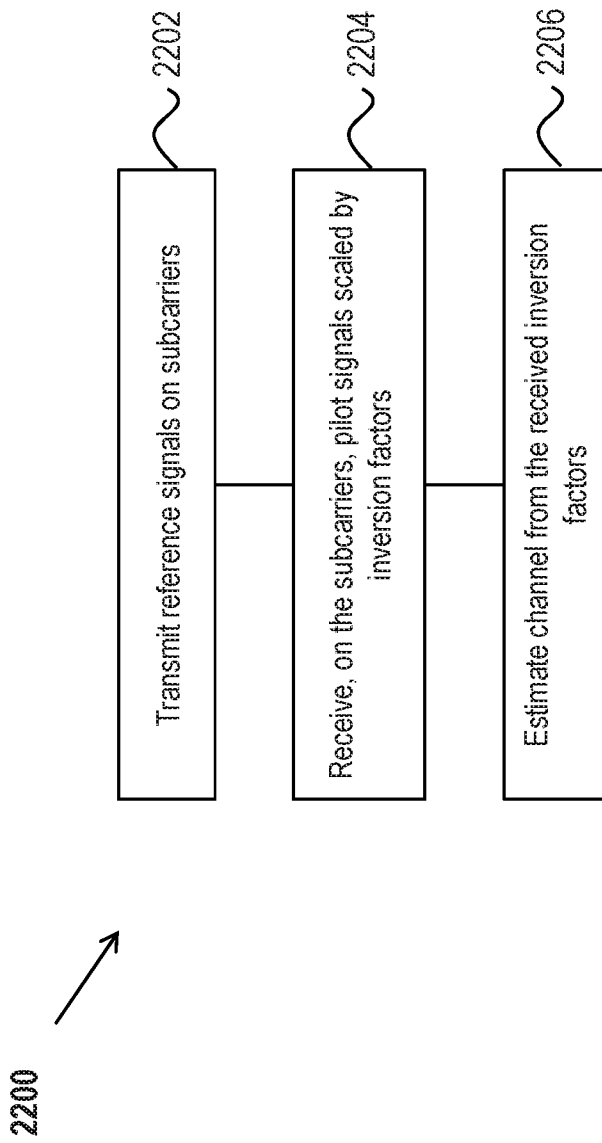 2200
Transmit reference signals on subcarriers
2202
Receive, on the subcarriers, pilot signals scaled by
inversion factors
2204
Estimate channel from the received inversion
factors
2206